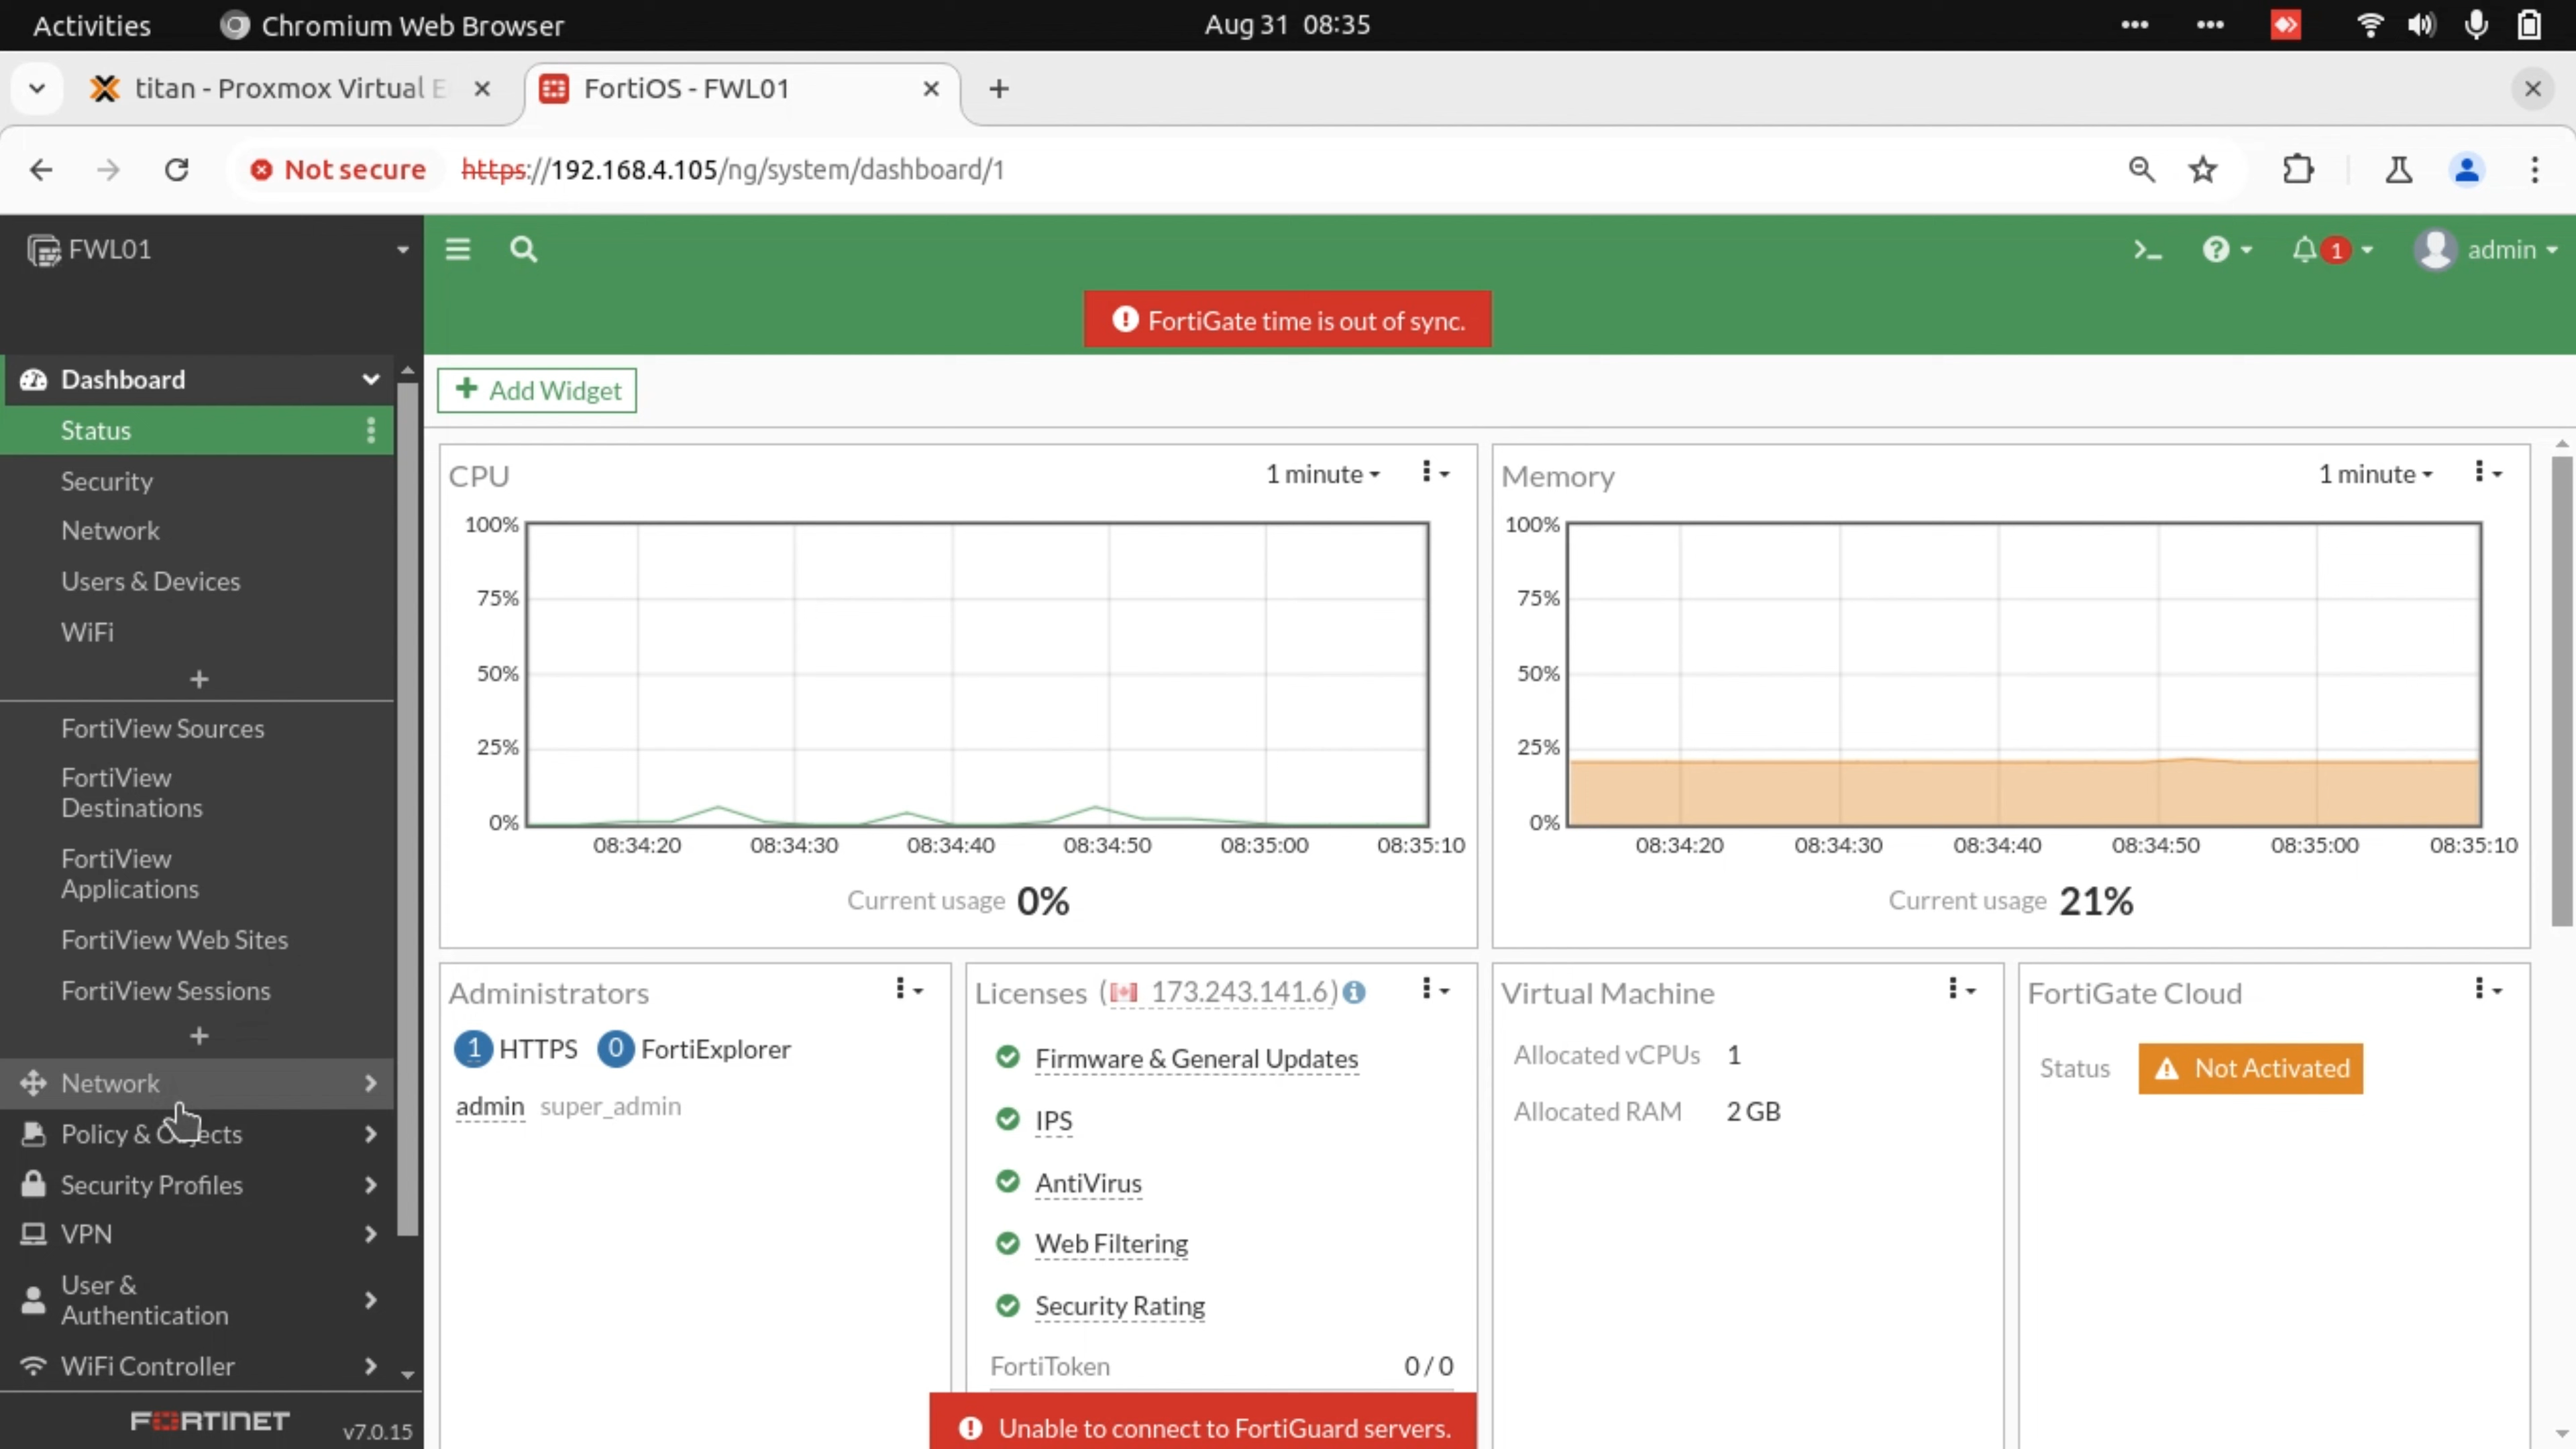 Activities
Chromium Web Browser
Aug 31 08:35
titan - Proxmox Virtual E
FortiOS - FWL01
Not secure
https://192.168.4.105/ng/system/dashboard/1
FWL01
1
admin
FortiGate time is out of sync.
Dashboard
Status
Security
Network
Users & Devices
WiFi
FortiView Sources
FortiView
Destinations
FortiView
Applications
FortiView Web Sites
FortiView Sessions
Network
Policy & Objects
Security Profiles
VPN
User &
Authentication
WiFi Controller
FORTINET
v7.0.15
+ Add Widget
CPU
1 minute
100%
75%
50%
25%
0%
08:34:20 08:34:30 08:34:40 08:34:50 08:35:00 08:35:10
Current usage 0%
Memory
1 minute
100%
75%
50%
25%
0%
08:34:20 08:34:30 08:34:40 08:34:50 08:35:00 08:35:10
Current usage 21%
Administrators
1 HTTPS 0 FortiExplorer
admin super_admin
Licenses (173.243.141.6)
Firmware & General Updates
IPS
AntiVirus
Web Filtering
Security Rating
FortiToken 0 / 0
Unable to connect to FortiGuard servers.
Virtual Machine
Allocated vCPUs 1
Allocated RAM 2 GB
FortiGate Cloud
Status Not Activated